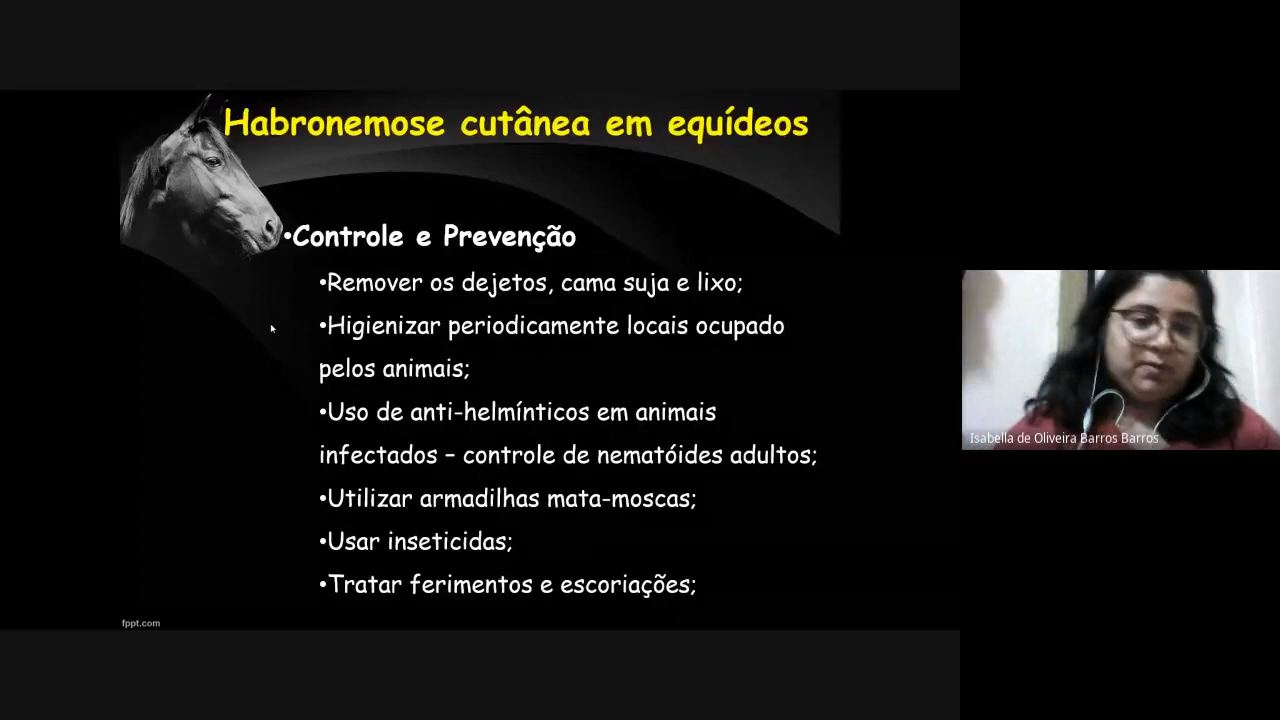 Habronemose cutânea em equídeos
•Controle e Prevenção
•Remover os dejetos, cama suja e lixo;
•Higienizar periodicamente locais ocupado
pelos animais;
•Uso de anti-helmínticos em animais
infectados – controle de nematóides adultos;
•Utilizar armadilhas mata-moscas;
•Usar inseticidas;
•Tratar ferimentos e escoriações;
fppt.com
Isabella de Oliveira Barros Barros